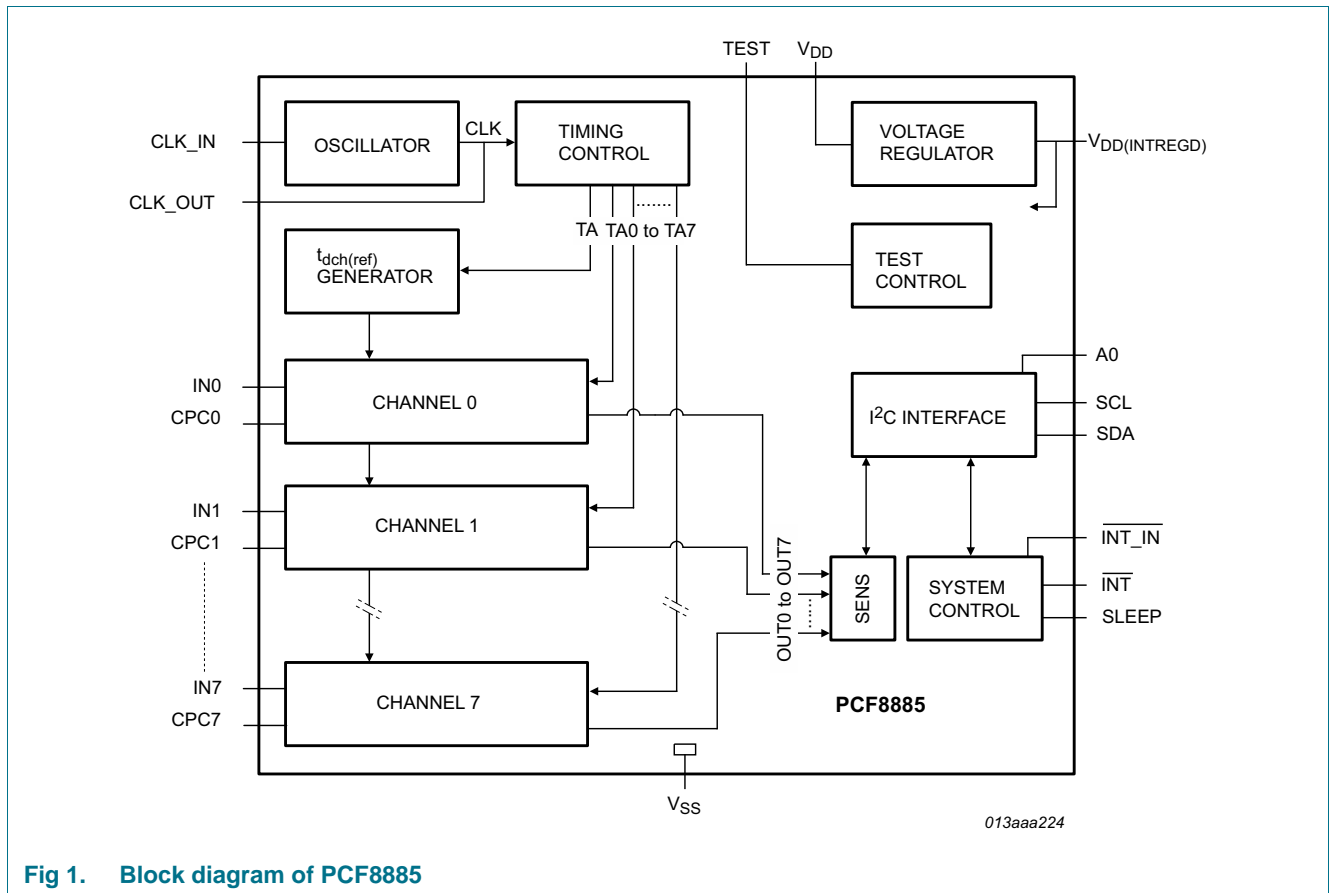 TEST
VDD
CLK_IN
OSCILLATOR
CLK
TIMING
CONTROL
VOLTAGE
REGULATOR
VDD(INTREGD)
CLK_OUT
TA
TA0 to TA7
.......
tdch(ref)
GENERATOR
TEST
CONTROL
IN0
CPC0
CHANNEL 0
A0
I2C INTERFACE
SCL
SDA
IN1
CPC1
CHANNEL 1
OUT0 to OUT7
......
SENS
SYSTEM
CONTROL
INT_IN
INT
SLEEP
IN7
CPC7
CHANNEL 7
PCF8885
VSS
013aaa224
Fig 1. Block diagram of PCF8885